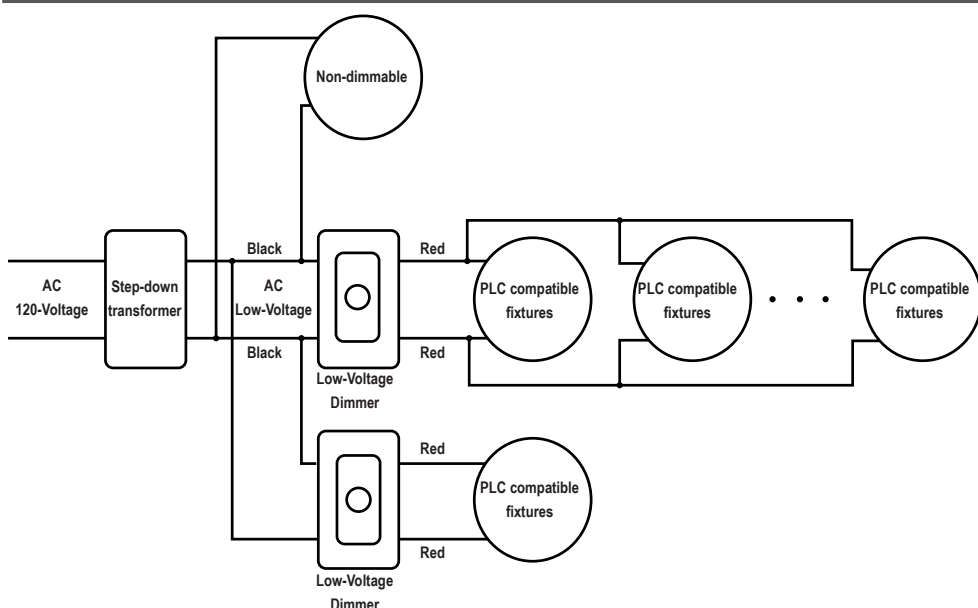 Non-dimmable
Black
Red
AC
120-Voltage
Step-down
transformer
AC
Low-Voltage
PLC compatible
fixtures
PLC compatible
fixtures
PLC compatible
fixtures
Black
Red
Low-Voltage
Dimmer
Red
PLC compatible
fixtures
Red
Low-Voltage
Dimmer